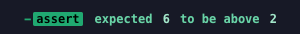 –assert expected 6 to be above 2